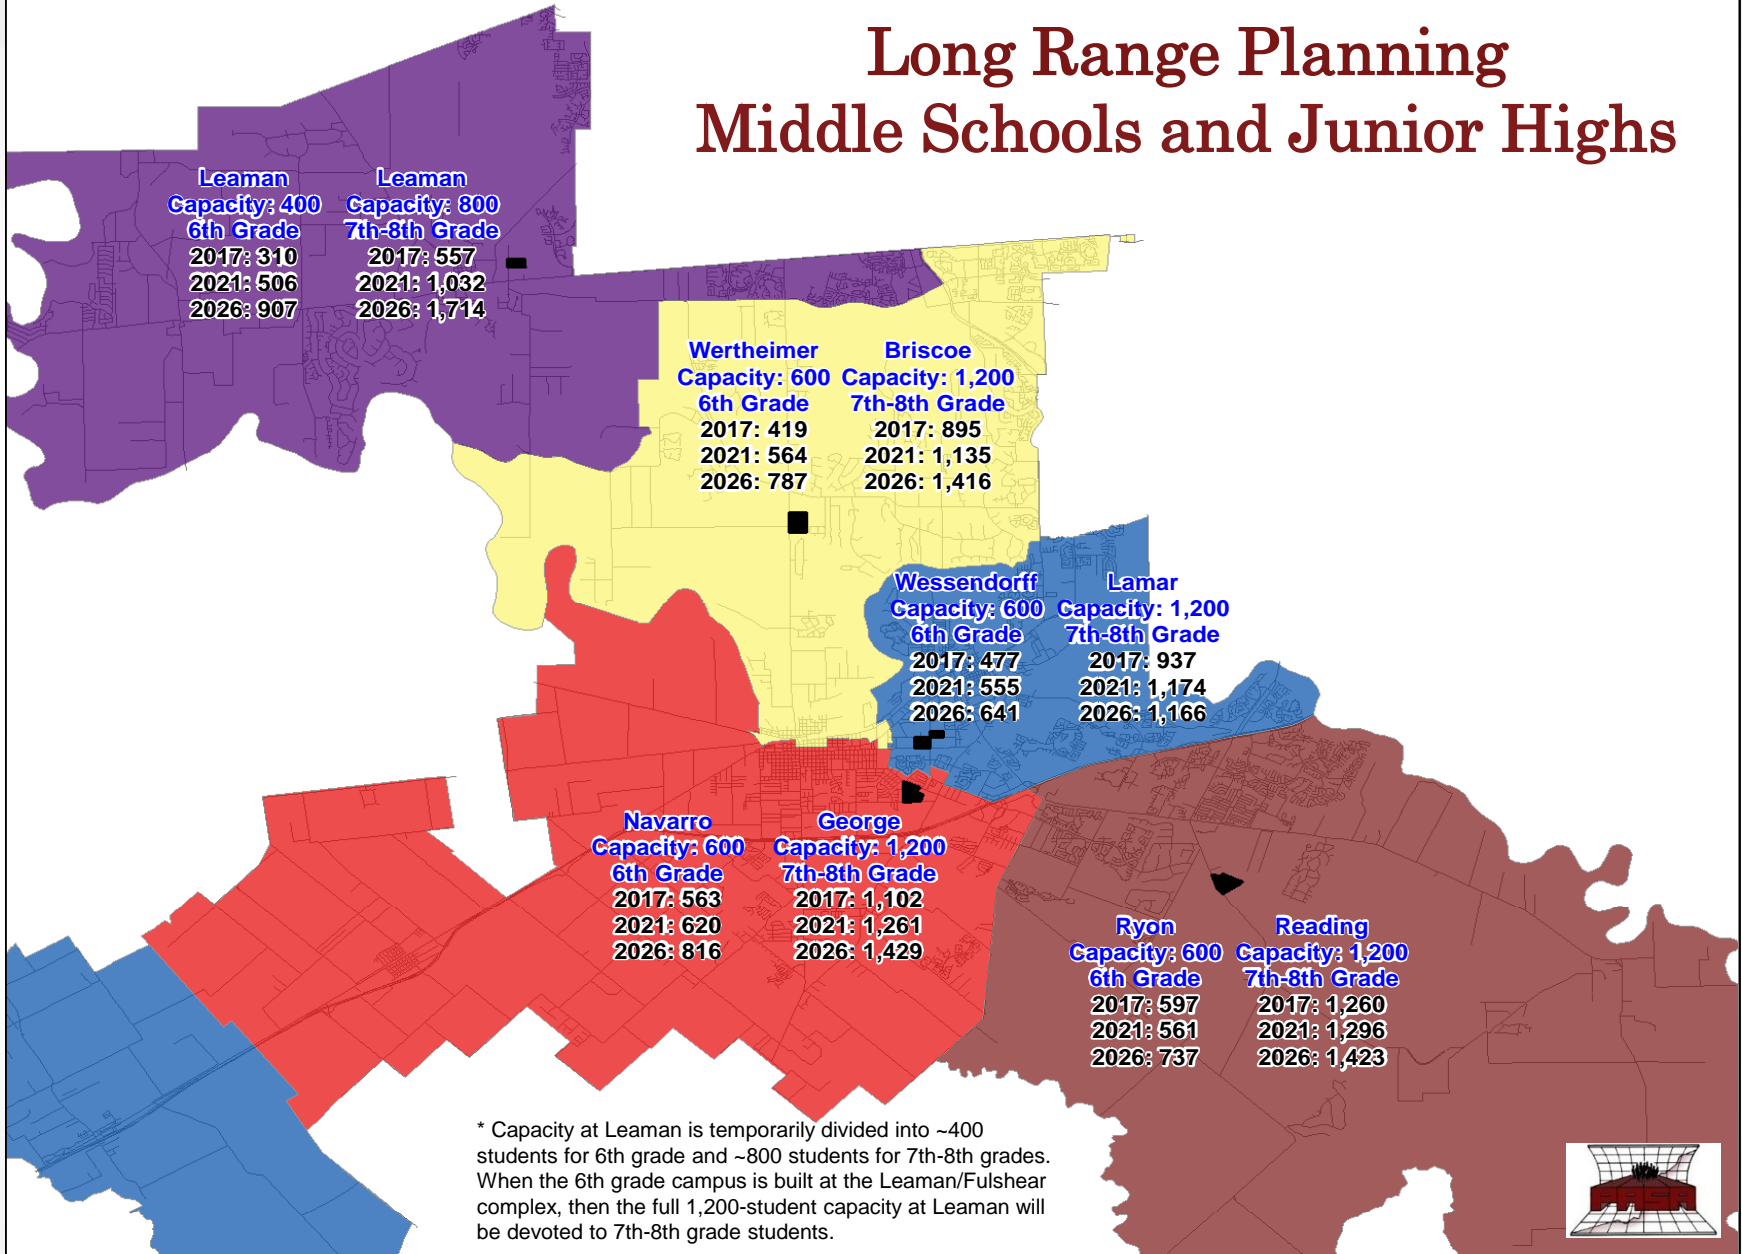 Long Range Planning
Middle Schools and Junior Highs
Leaman
Capacity: 400
6th Grade
2017: 310
2021: 506
2026: 907
Leaman
Capacity: 800
7th-8th Grade
2017: 557
2021: 1,032
2026: 1,714
Wertheimer
Capacity: 600
6th Grade
2017: 419
2021: 564
2026: 787
Briscoe
Capacity: 1,200
7th-8th Grade
2017: 895
2021: 1,135
2026: 1,416
Wessendorff
Capacity: 600
6th Grade
2017: 477
2021: 555
2026: 641
Lamar
Capacity: 1,200
7th-8th Grade
2017: 937
2021: 1,174
2026: 1,166
Navarro
Capacity: 600
6th Grade
2017: 563
2021: 620
2026: 816
George
Capacity: 1,200
7th-8th Grade
2017: 1,102
2021: 1,261
2026: 1,429
Ryon
Capacity: 600
6th Grade
2017: 597
2021: 561
2026: 737
Reading
Capacity: 1,200
7th-8th Grade
2017: 1,260
2021: 1,296
2026: 1,423
* Capacity at Leaman is temporarily divided into ~400
students for 6th grade and ~800 students for 7th-8th grades.
When the 6th grade campus is built at the Leaman/Fulshear
complex, then the full 1,200-student capacity at Leaman will
be devoted to 7th-8th grade students.
PASA